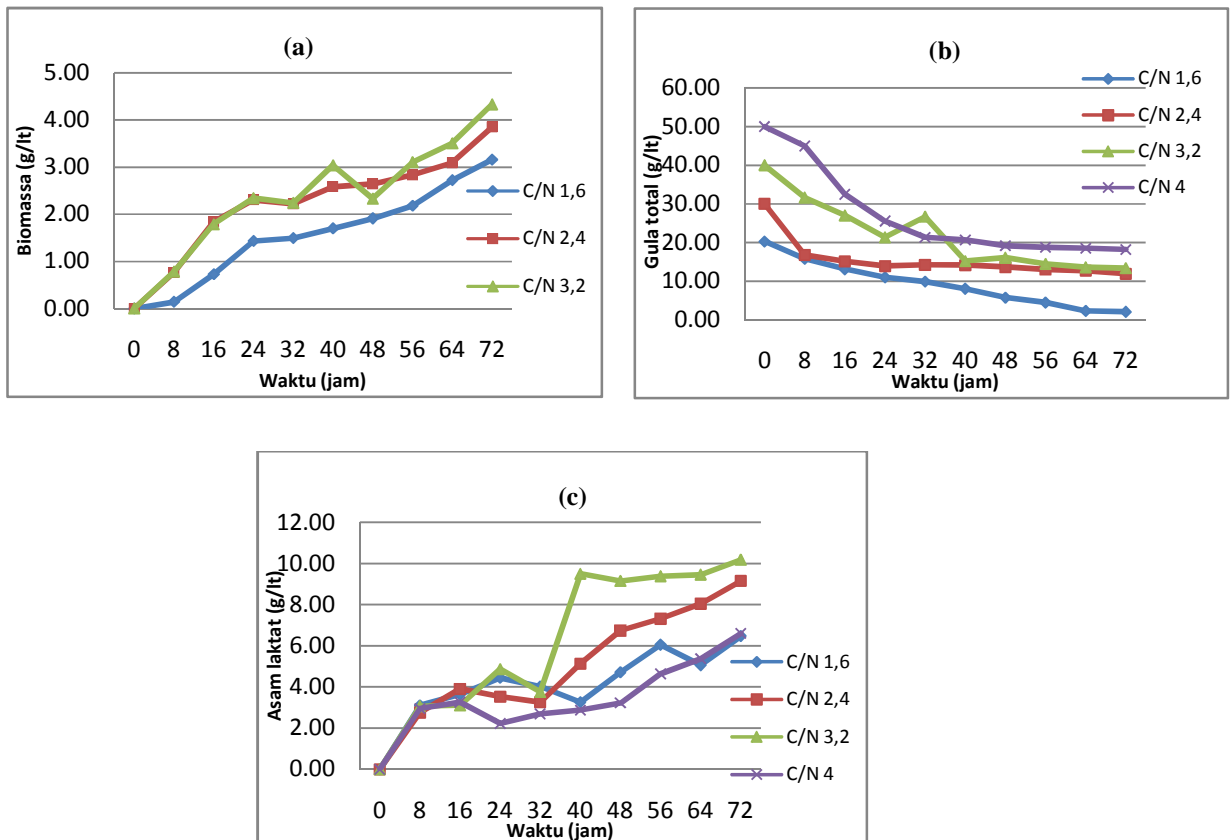 (a)
5.00
4.00
3.00
2.00
1.00
0.00
Biomassa (g/lt)
0 8 16 24 32 40 48 56 64 72
Waktu (jam)
C/N 1,6
C/N 2,4
C/N 3,2
(b)
60.00
50.00
40.00
30.00
20.00
10.00
0.00
Gula total (g/lt)
0 8 16 24 32 40 48 56 64 72
Waktu (jam)
C/N 1,6
C/N 2,4
C/N 3,2
C/N 4
(c)
12.00
10.00
8.00
6.00
4.00
2.00
0.00
Asam laktat (g/lt)
0 8 16 24 32 40 48 56 64 72
Waktu (jam)
C/N 1,6
C/N 2,4
C/N 3,2
C/N 4